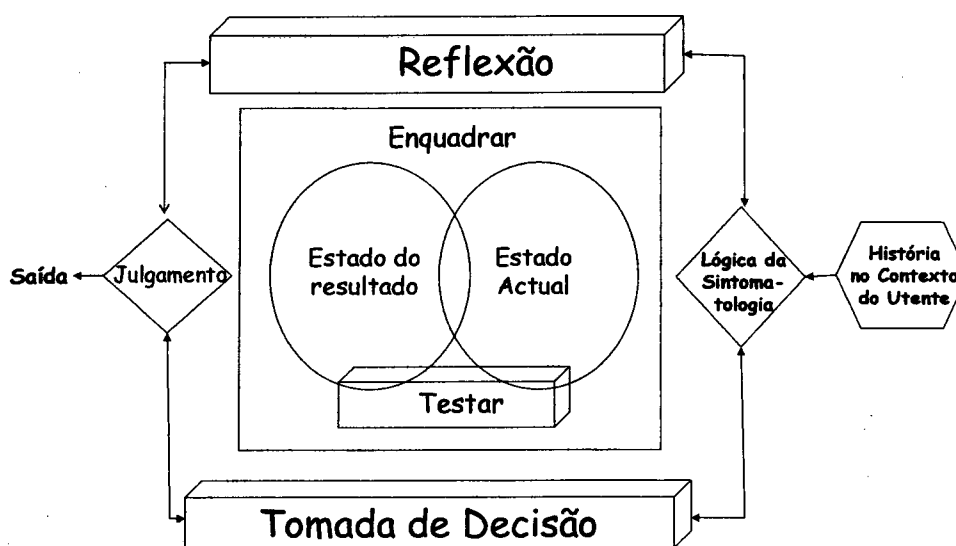 Reflexão
Enquadrar
Estado do
resultado
Estado
Actual
Testar
Saída
Julgamento
Lógica da
Sintoma-
tologia
História
no Contexto
do Utente
Tomada de Decisão